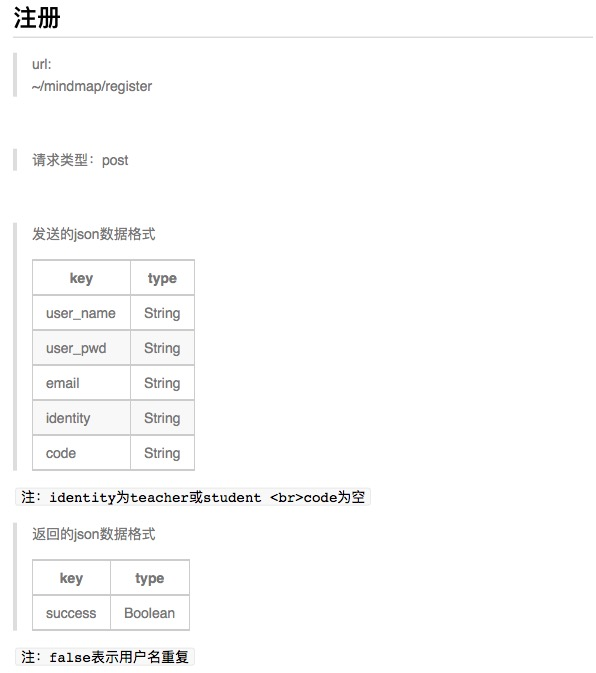 注册
url:
~/mindmap/register
请求类型：post
发送的json数据格式
key type
user_name String
user_pwd String
email String
identity String
code String
注：identity为teacher或student <br>code为空
返回的json数据格式
key type
success Boolean
注：false表示用户名重复